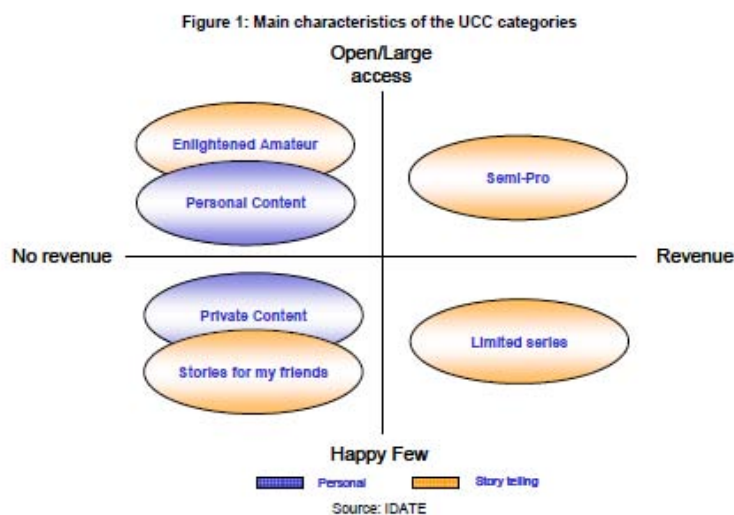 Figure 1: Main characteristics of the UCC categories
Open/Large
access
Enlightened Amateur
Semi-Pro
Personal Content
No revenue
Revenue
Private Content
Limited series
Stories for my friends
Happy Few
Personal
Story telling
Source: IDATE